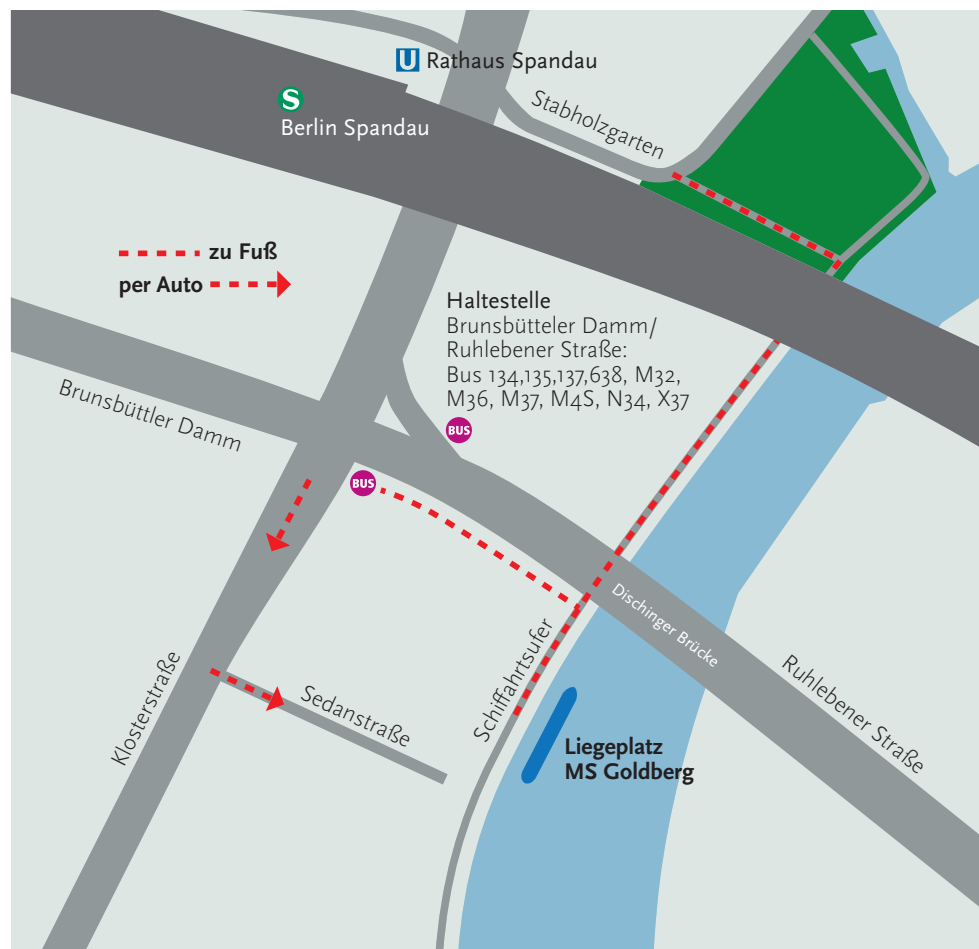 U Rathaus Spandau
S
Berlin Spandau
Stabholzgarten
zu Fuß
per Auto
Haltestelle
Brunsbütteler Damm/
Ruhlebener Straße:
Bus 134,135,137,638, M32,
M36, M37, M4S, N34, X37
BUS
Brunsbüttler Damm
BUS
Dischinger Brücke
Schiffahrtsufer
Ruhlebener Straße
Klosterstraße
Sedanstraße
Liegeplatz
MS Goldberg